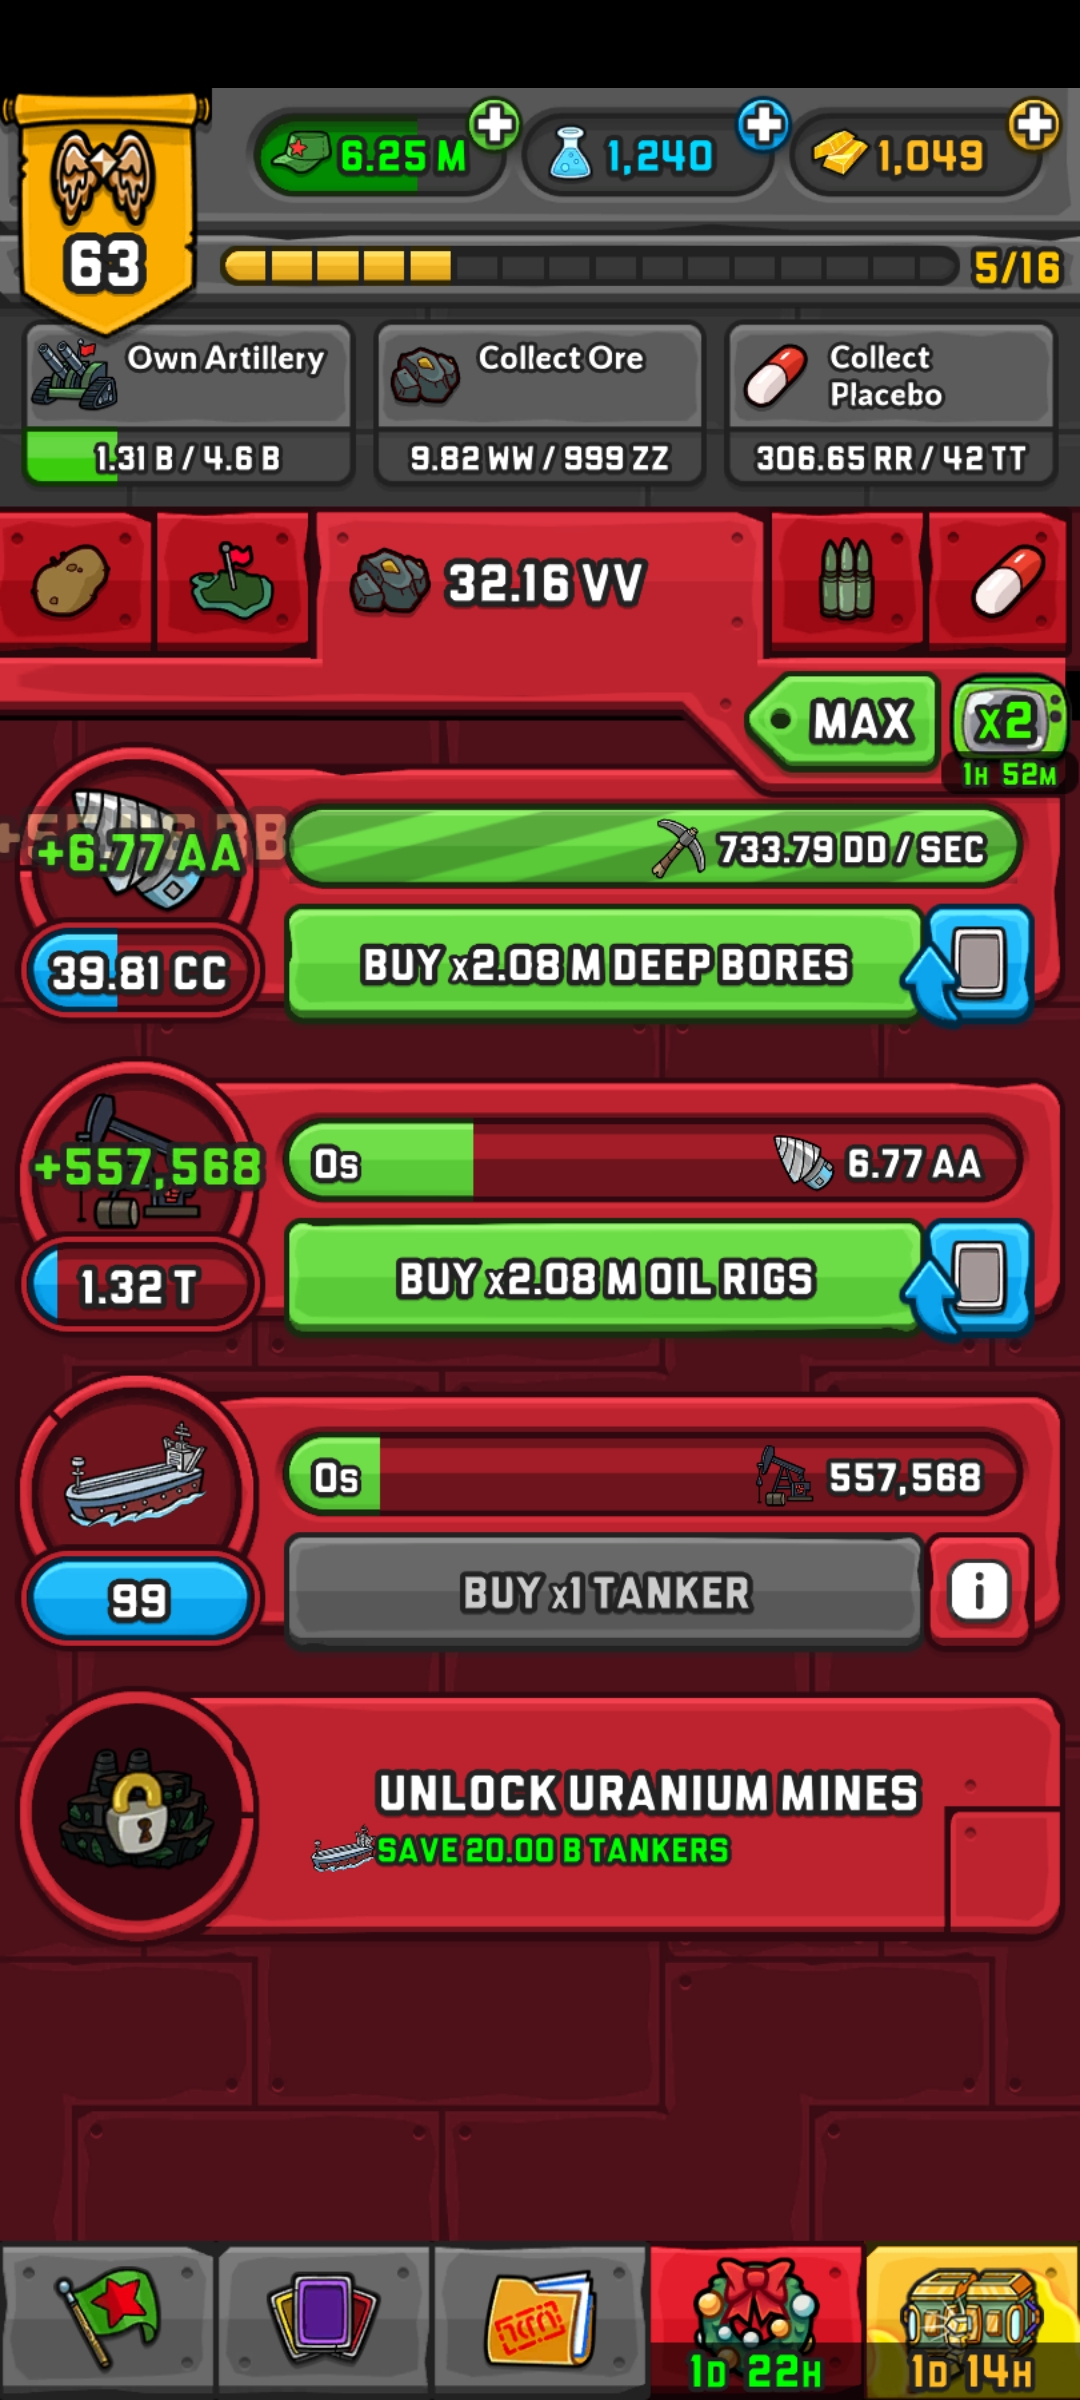 6.25 M
1,240
1,049
63
5/16
Own Artillery
1.31 B / 4.6 B
Collect Ore
9.82 WW / 999 ZZ
Collect
Placebo
306.65 RR / 42 TT
32.16 VV
MAX
x2
1H 52M
+6.77 AA
733.79 DD / SEC
39.81 CC
BUY x2.08 M DEEP BORES
+557,568
0s
6.77 AA
1.32 T
BUY x2.08 M OIL RIGS
0s
557,568
99
BUY x1 TANKER
i
UNLOCK URANIUM MINES
SAVE 20.00 B TANKERS
1D 22H
1D 14H